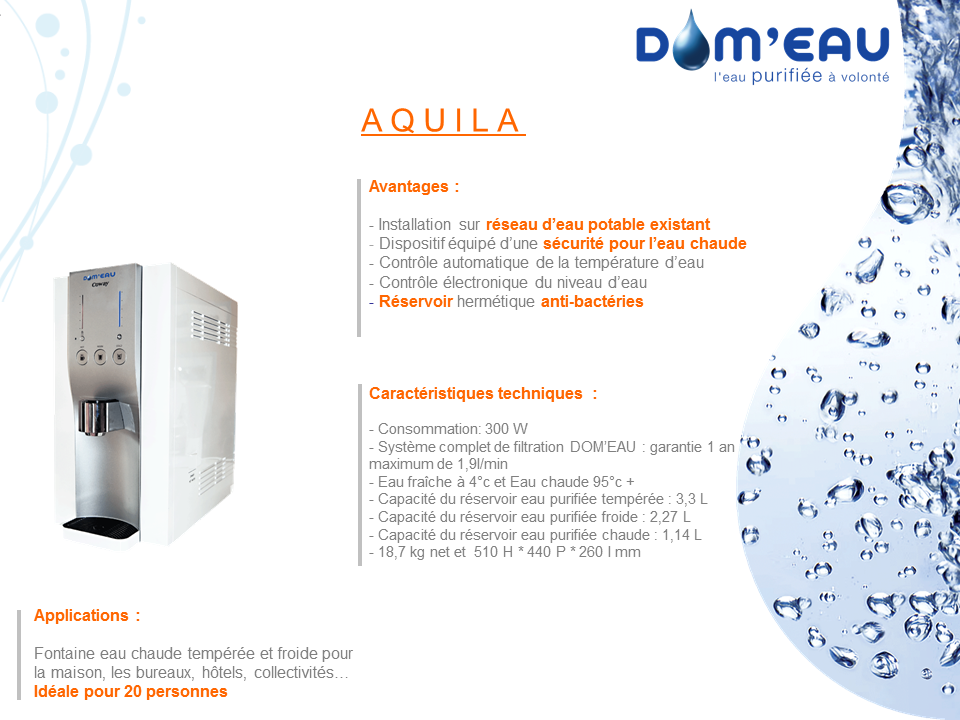 DOM'EAU
l'eau purifiée à volonté
AQUILA
Avantages :
- Installation sur réseau d'eau potable existant
- Dispositif équipé d'une sécurité pour l'eau chaude
- Contrôle automatique de la température d'eau
- Contrôle électronique du niveau d'eau
- Réservoir hermétique anti-bactéries
DOM'EAU
Coway
Caractéristiques techniques :
- Consommation: 300 W
- Système complet de filtration DOM'EAU : garantie 1 an
maximum de 1,9l/min
- Eau fraîche à 4°c et Eau chaude 95°c +
- Capacité du réservoir eau purifiée tempérée : 3,3 L
- Capacité du réservoir eau purifiée froide : 2,27 L
- Capacité du réservoir eau purifiée chaude : 1,14 L
- 18,7 kg net et 510 H * 440 P * 260 l mm
Applications :
Fontaine eau chaude tempérée et froide pour
la maison, les bureaux, hôtels, collectivités…
Idéale pour 20 personnes